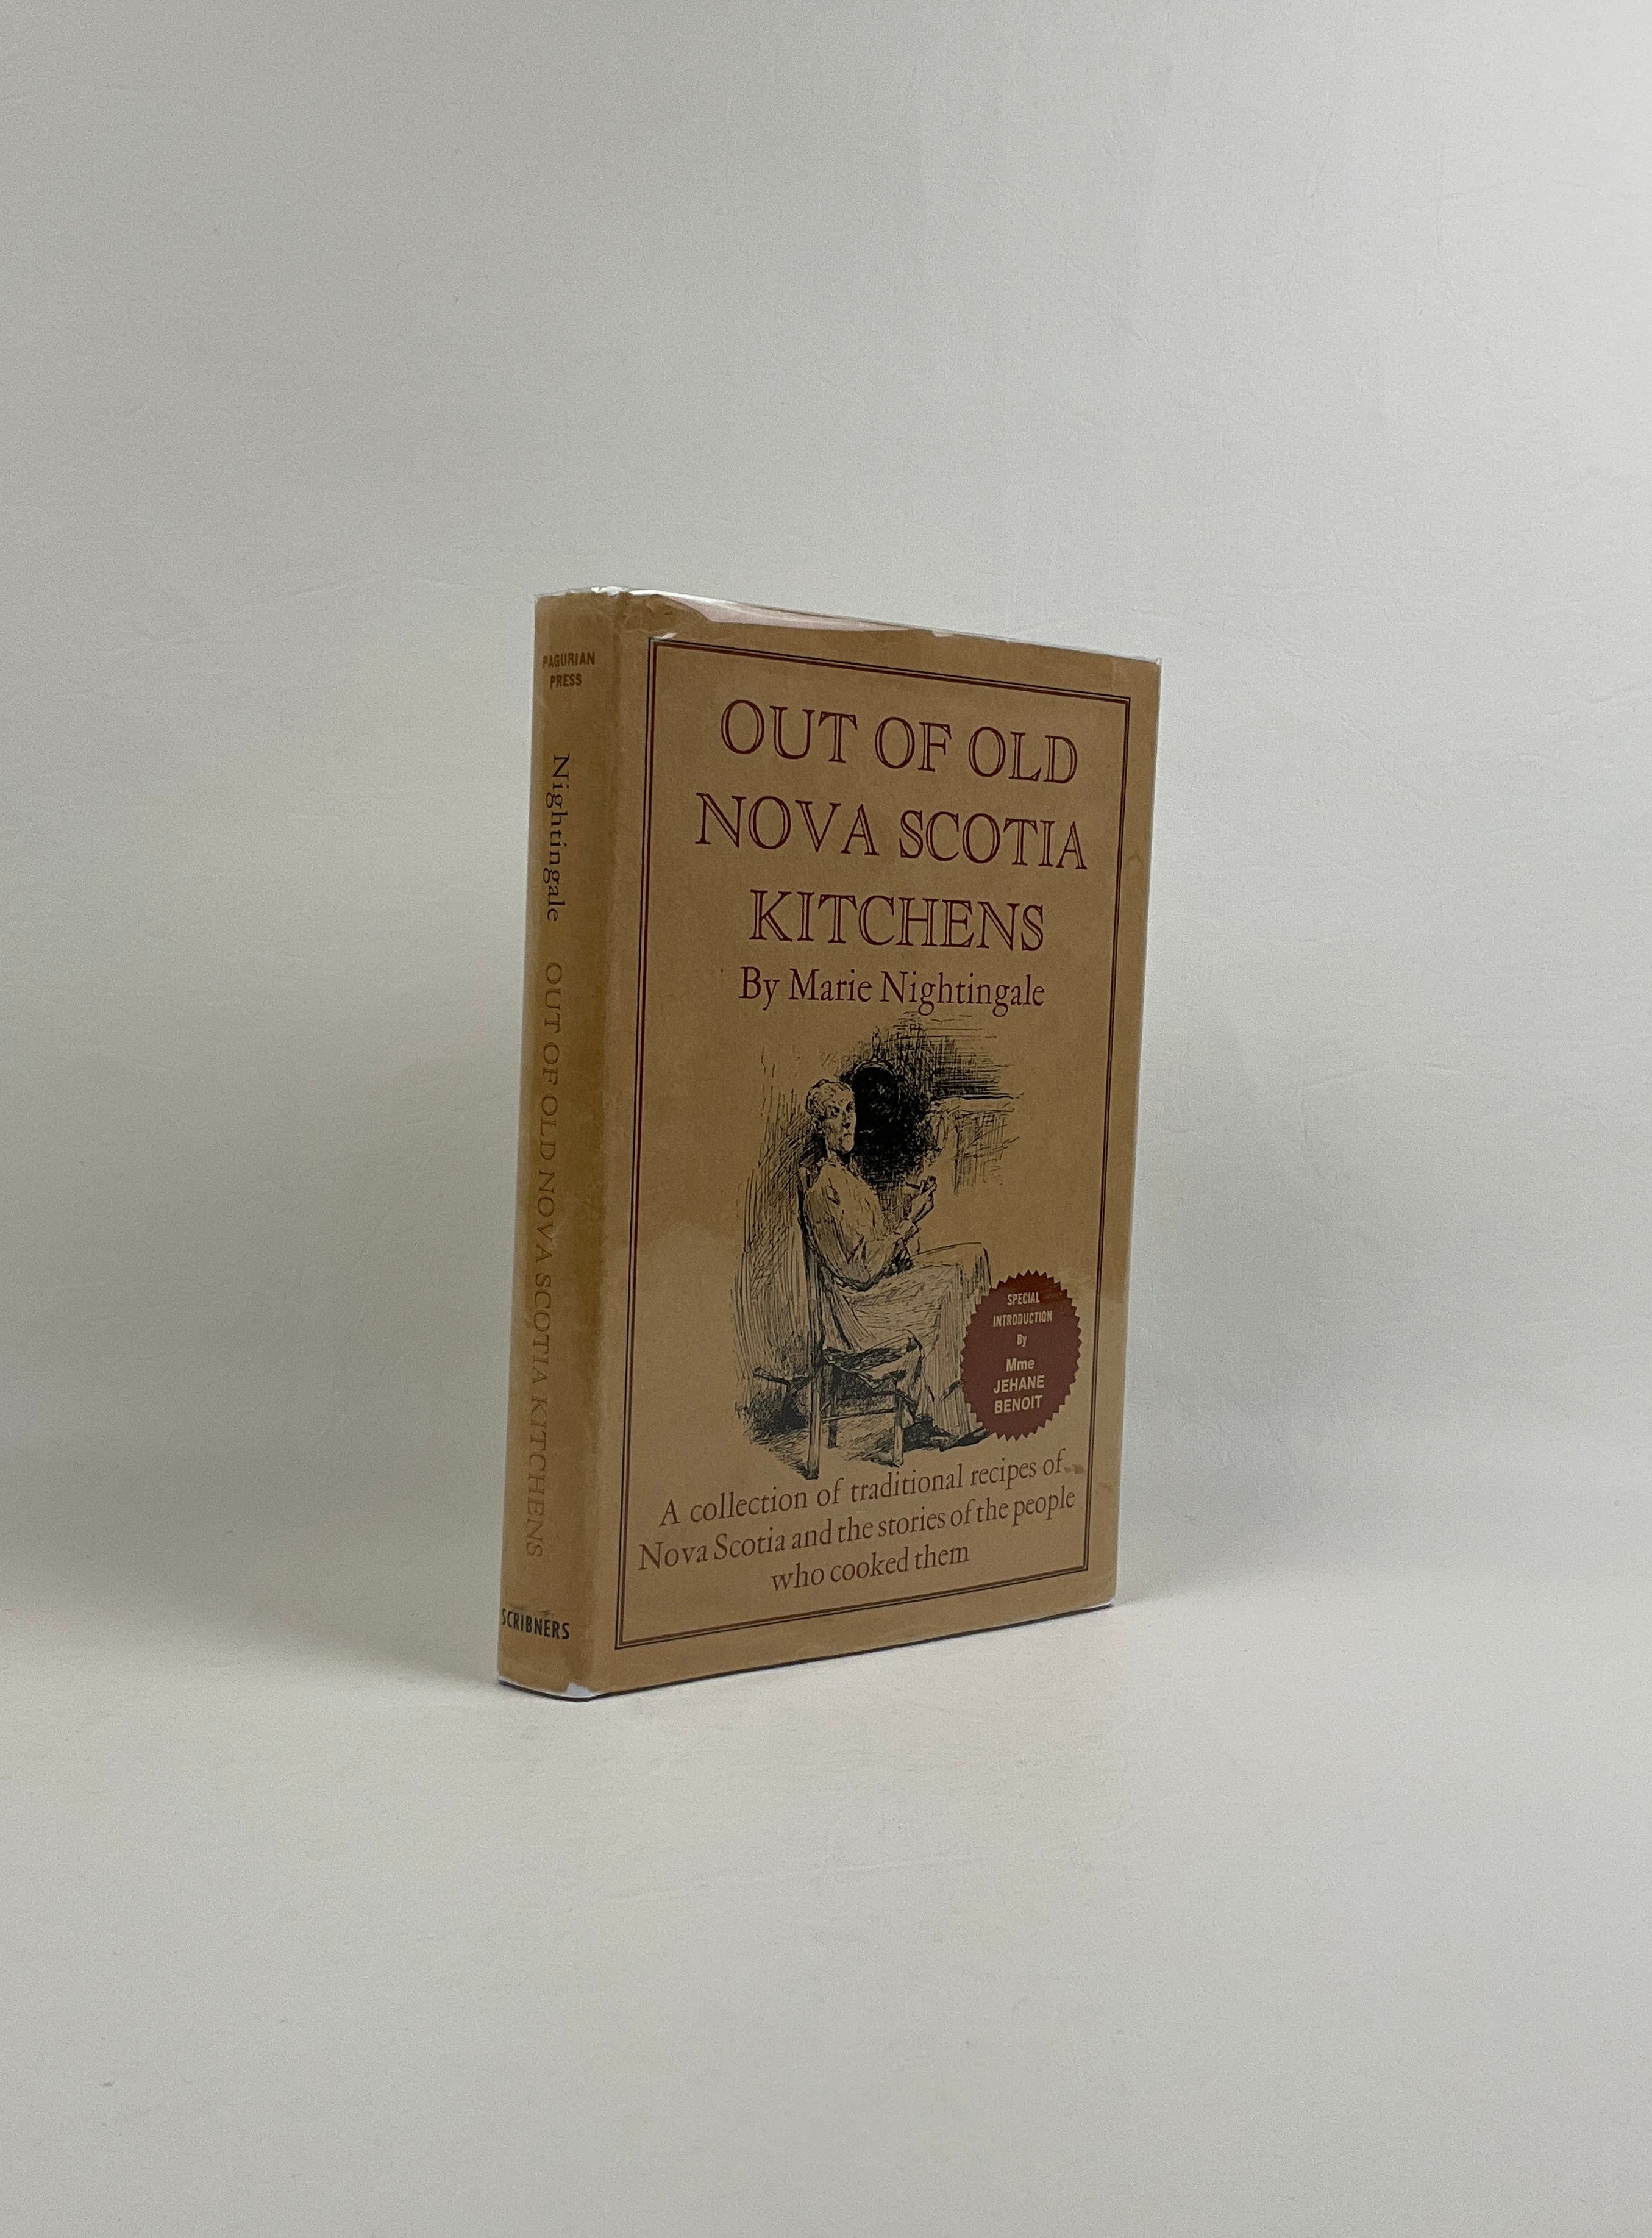 PAGURIAN
PRESS
Nightingale OUT OF OLD NOVA SCOTIA KITCHENS
SCRIBNERS
OUT OF OLD
NOVA SCOTIA
KITCHENS
By Marie Nightingale
SPECIAL
INTRODUCTION
By
Mme
JEHANE
BENOIT
A collection of traditional recipes of
Nova Scotia and the stories of the people
who cooked them